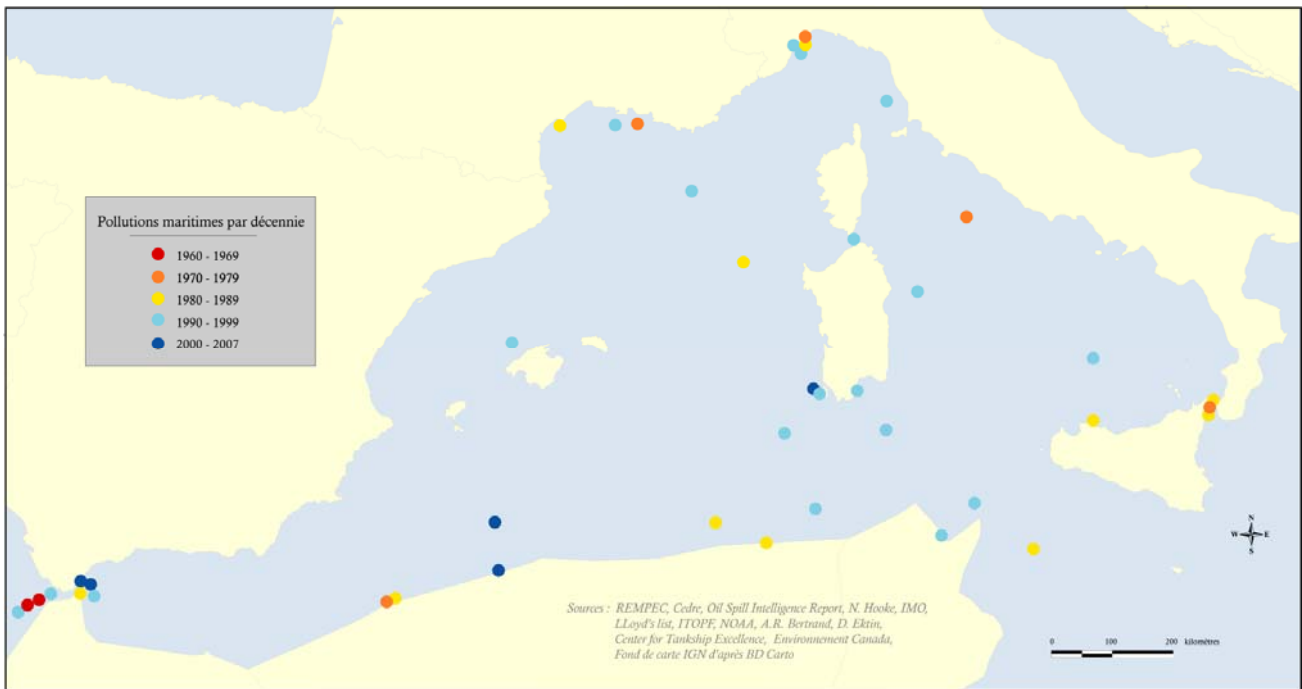 Pollutions maritimes par décennie
1960 - 1969
1970 - 1979
1980 - 1989
1990 - 1999
2000 - 2007
N
W E
S
Sources : REMPEC, Cedre, Oil Spill Intelligence Report, N. Hooke, IMO,
LLoyd's list, ITOPF, NOAA, A.R. Bertrand, D. Ektin,
Center for Tankship Excellence, Environnement Canada,
Fond de carte IGN d'après BD Carto
0 100 200 kilomètres